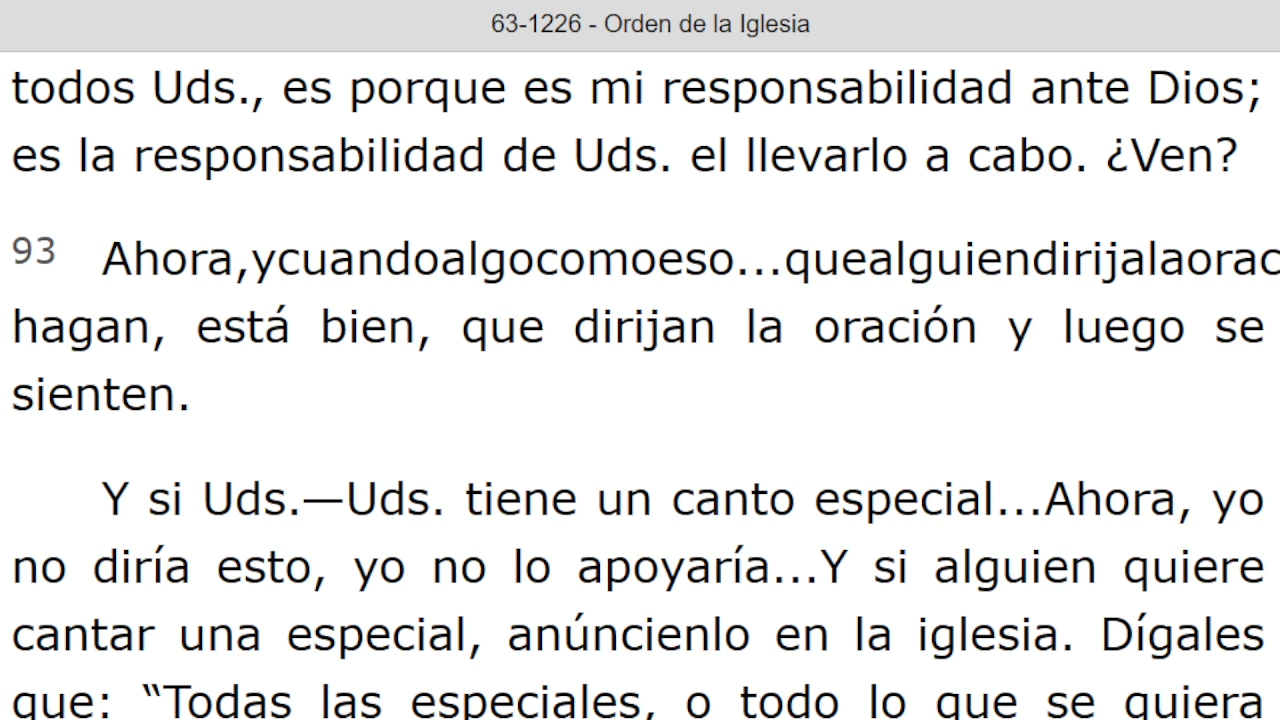 63-1226 - Orden de la Iglesia
todos Uds., es porque es mi responsabilidad ante Dios;
es la responsabilidad de Uds. el llevarlo a cabo. ¿Ven?
93 Ahora,ycuandoalgocomoeso...quealguiendirijalaorac
hagan, está bien, que dirijan la oración y luego se
sienten.
Y si Uds.—Uds. tiene un canto especial...Ahora, yo
no diría esto, yo no lo apoyaría...Y si alguien quiere
cantar una especial, anúncienlo en la iglesia. Dígales
que: “Todas las especiales, o todo lo que se quiera